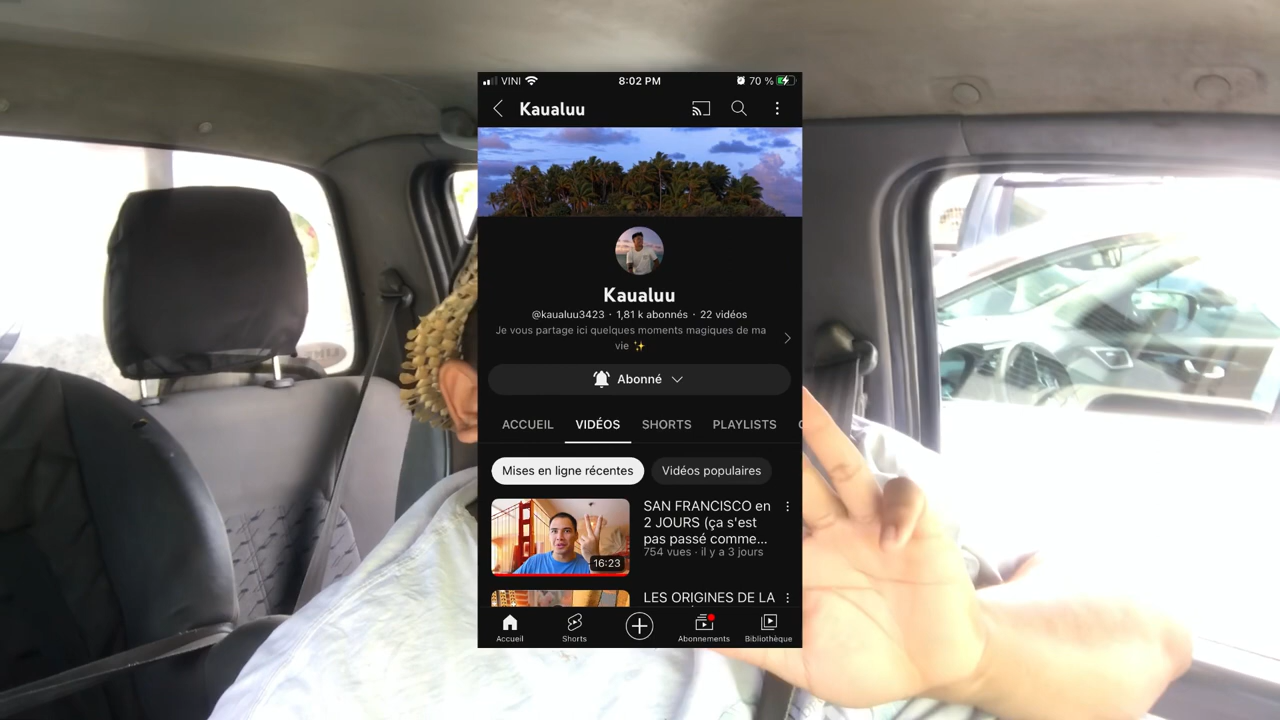 VINI 8:02 PM 70 %
Kaualuu
Kaualuu
@kaualuu3423 · 1,81 k abonnés · 22 vidéos
Je vous partage ici quelques moments magiques de ma
vie ✨
Abonné
ACCUEIL VIDÉOS SHORTS PLAYLISTS
Mises en ligne récentes Vidéos populaires
SAN FRANCISCO en
2 JOURS (ça s'est
pas passé comme...
754 vues · il y a 3 jours
16:23
LES ORIGINES DE LA
Accueil Shorts Abonnements Bibliothèque